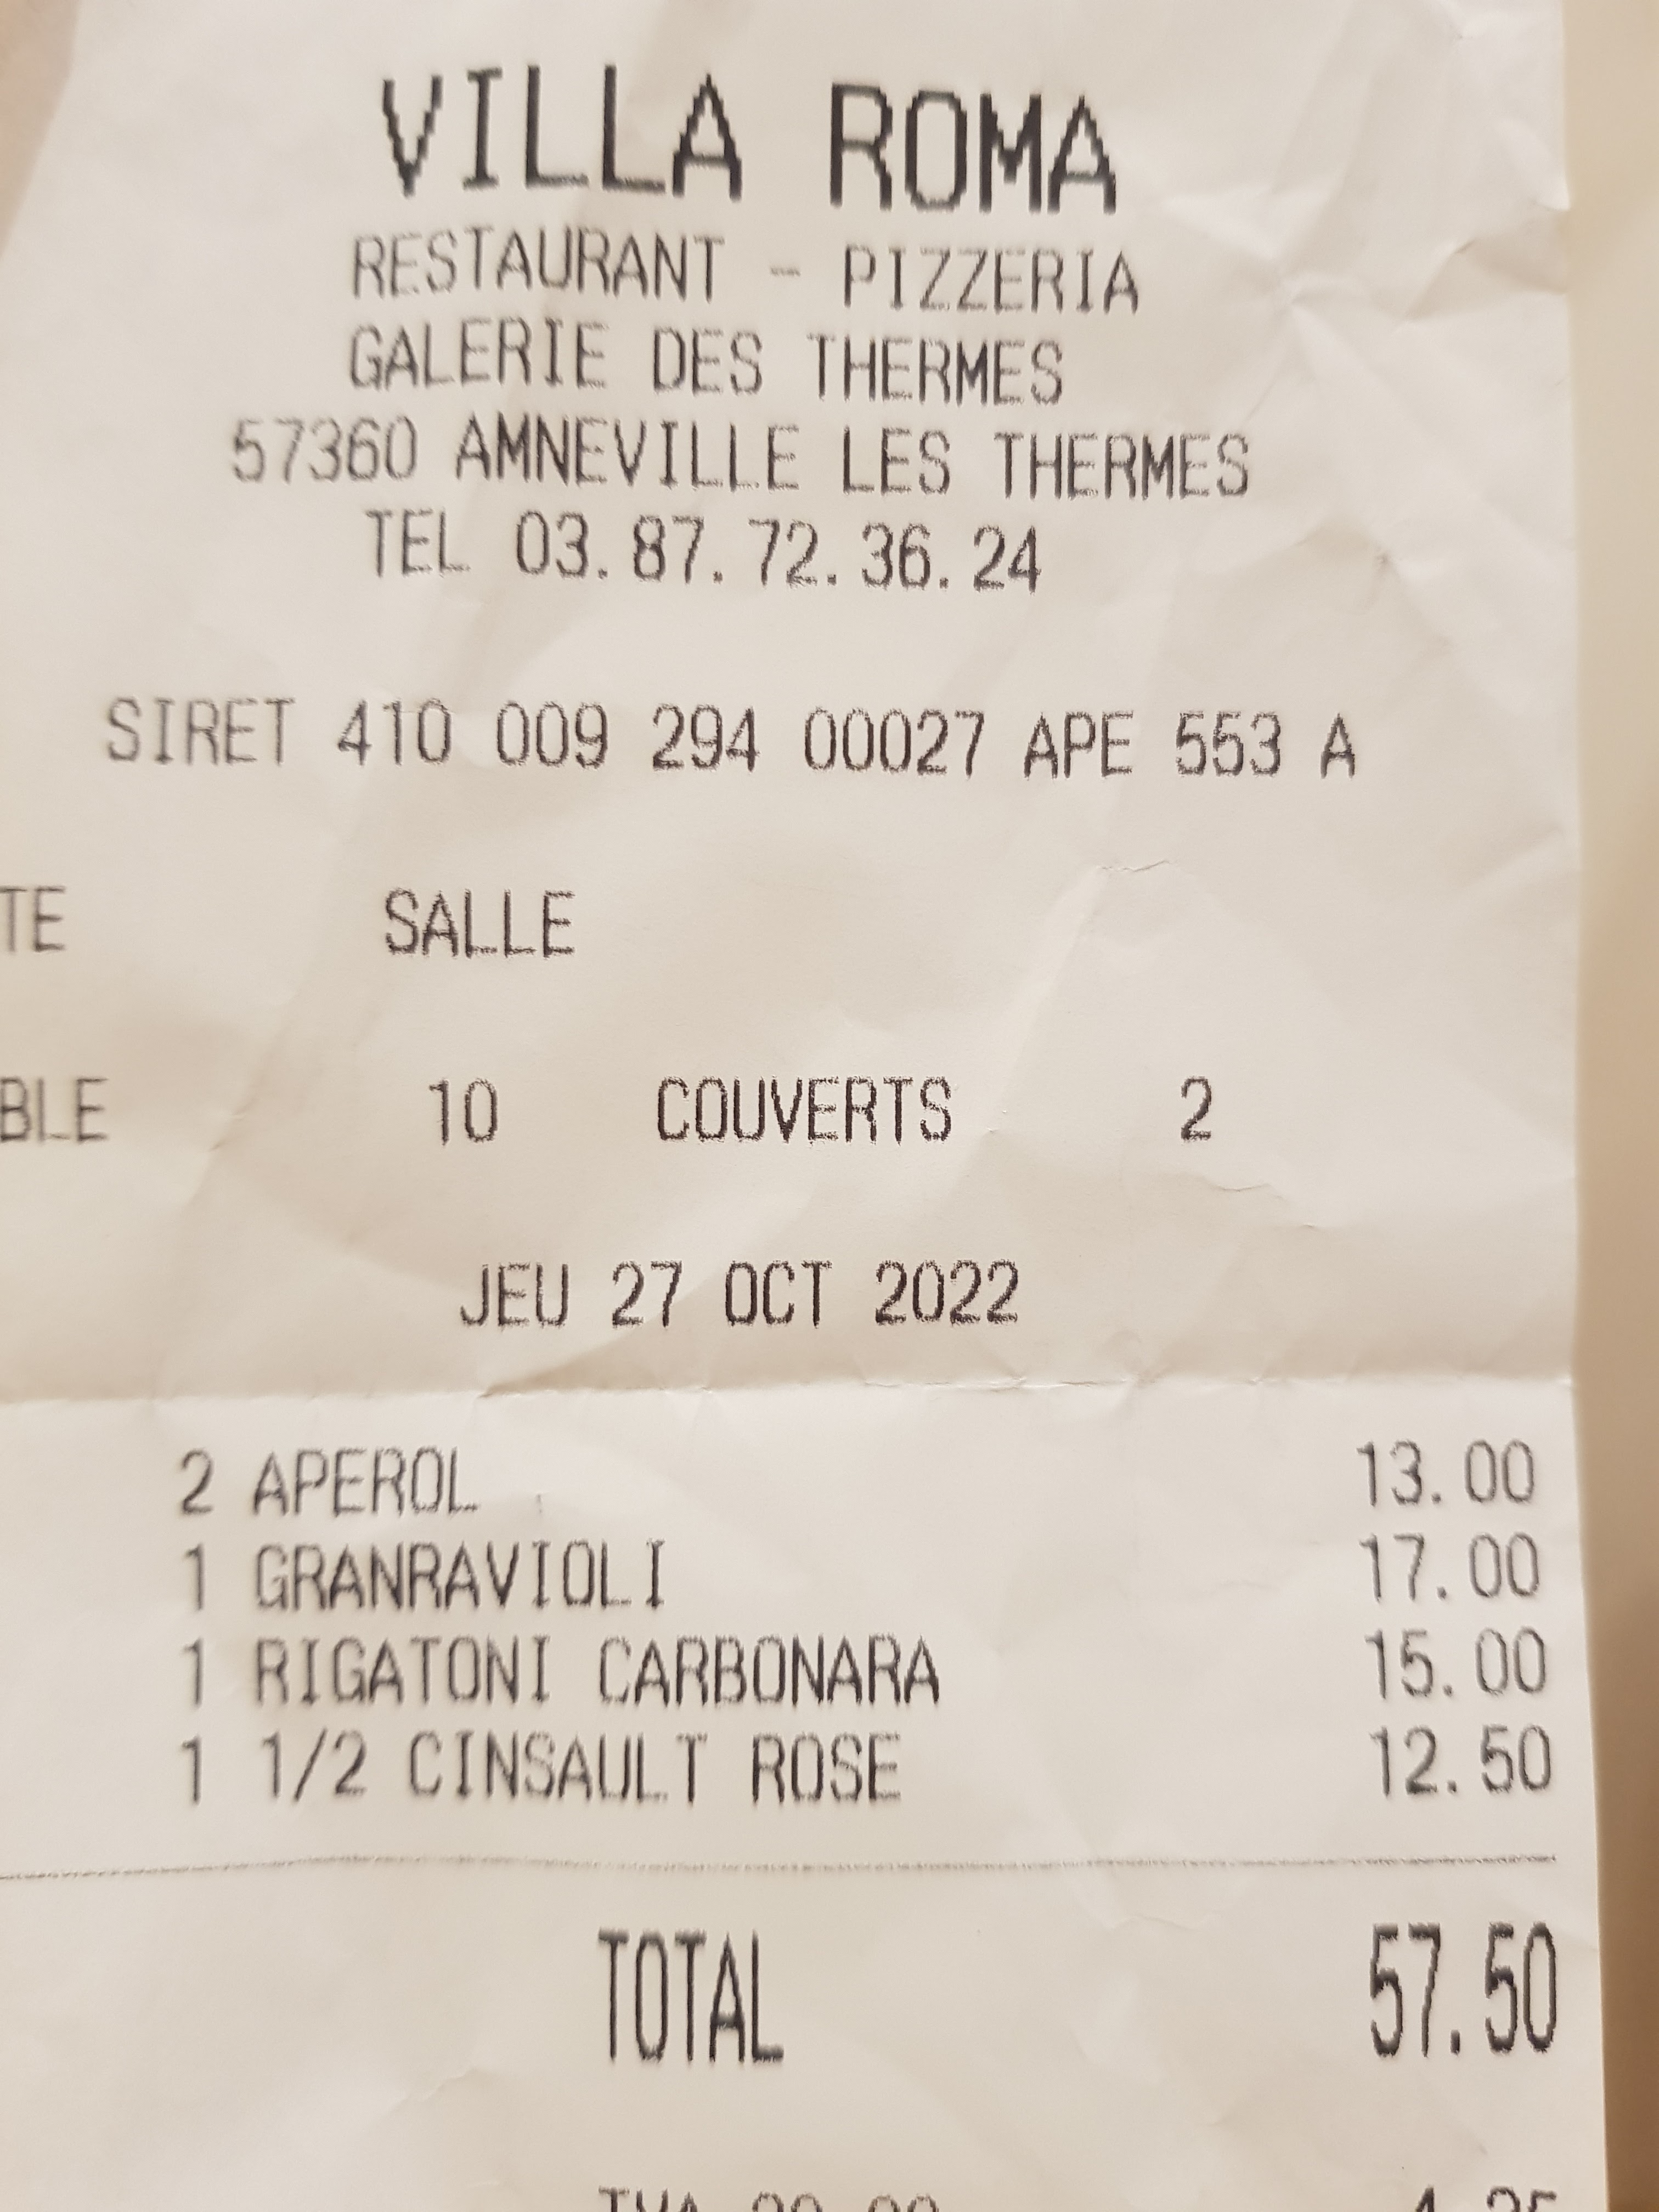 VILLA ROMA
RESTAURANT - PIZZERIA
GALERIE DES THERMES
57360 AMNEVILLE LES THERMES
TEL 03.87.72.36.24
SIRET 410 009 294 00027 APE 553 A
TE SALLE
BLE 10 COUVERTS 2
JEU 27 OCT 2022
2 APEROL 13.00
1 GRANRAVIOLI 17.00
1 RIGATONI CARBONARA 15.00
1 1/2 CINSAULT ROSE 12.50
TOTAL 57.50